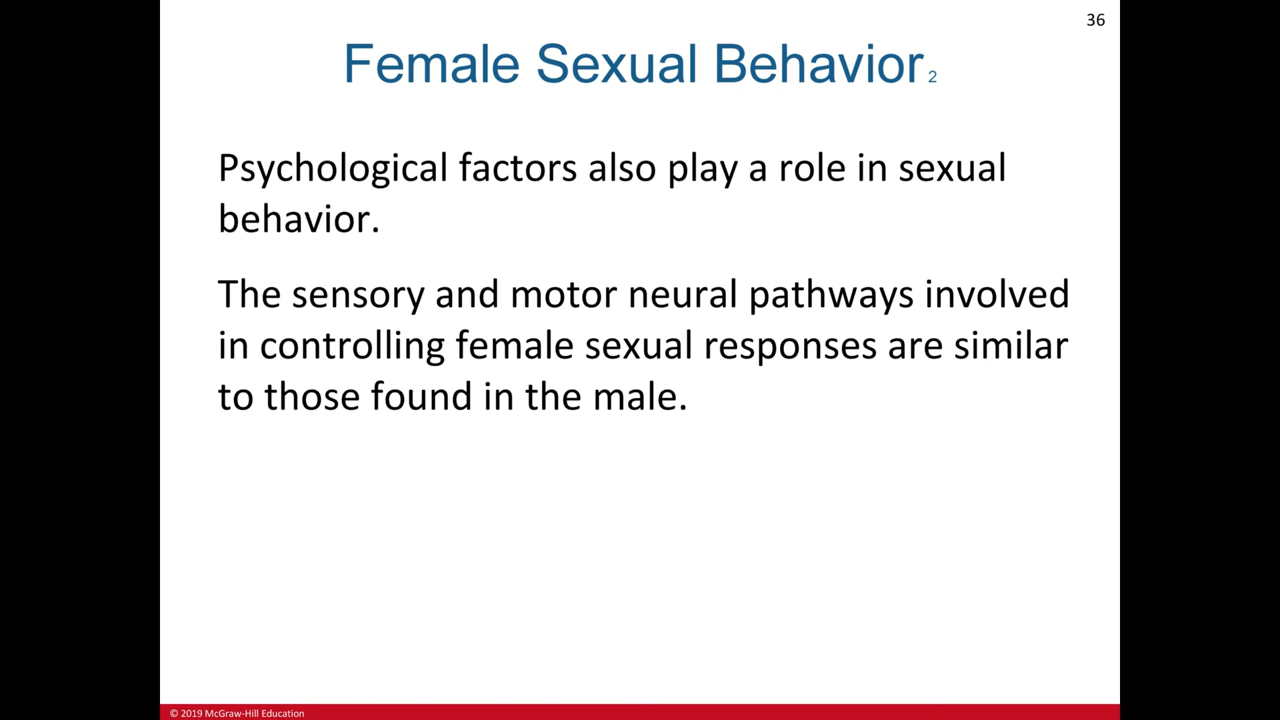 36
Female Sexual Behavior 2
Psychological factors also play a role in sexual
behavior.
The sensory and motor neural pathways involved
in controlling female sexual responses are similar
to those found in the male.
© 2019 McGraw-Hill Education